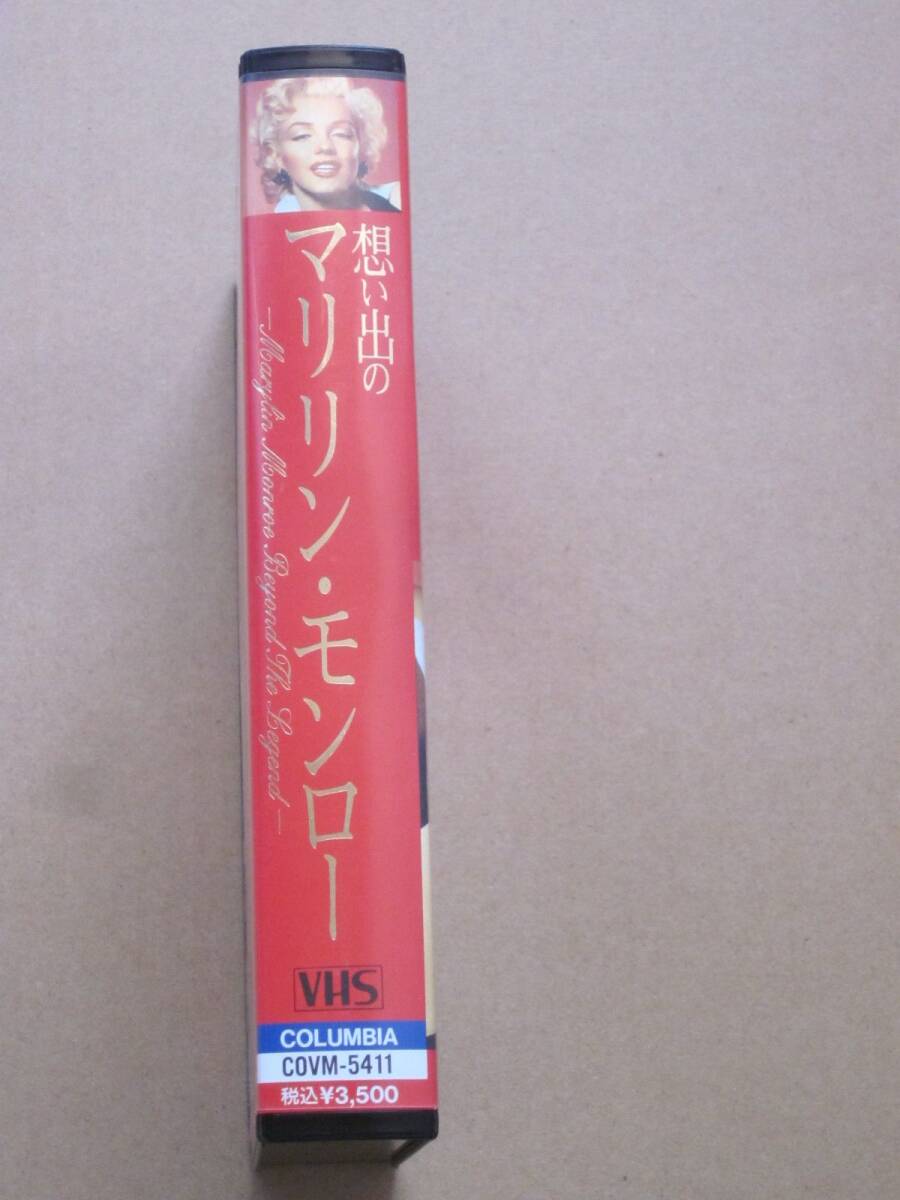 想い出の
マリリン・モンロー
—Marylin Monroe Beyond The Legend—
VHS
COLUMBIA
COVM-5411
税込¥3,500